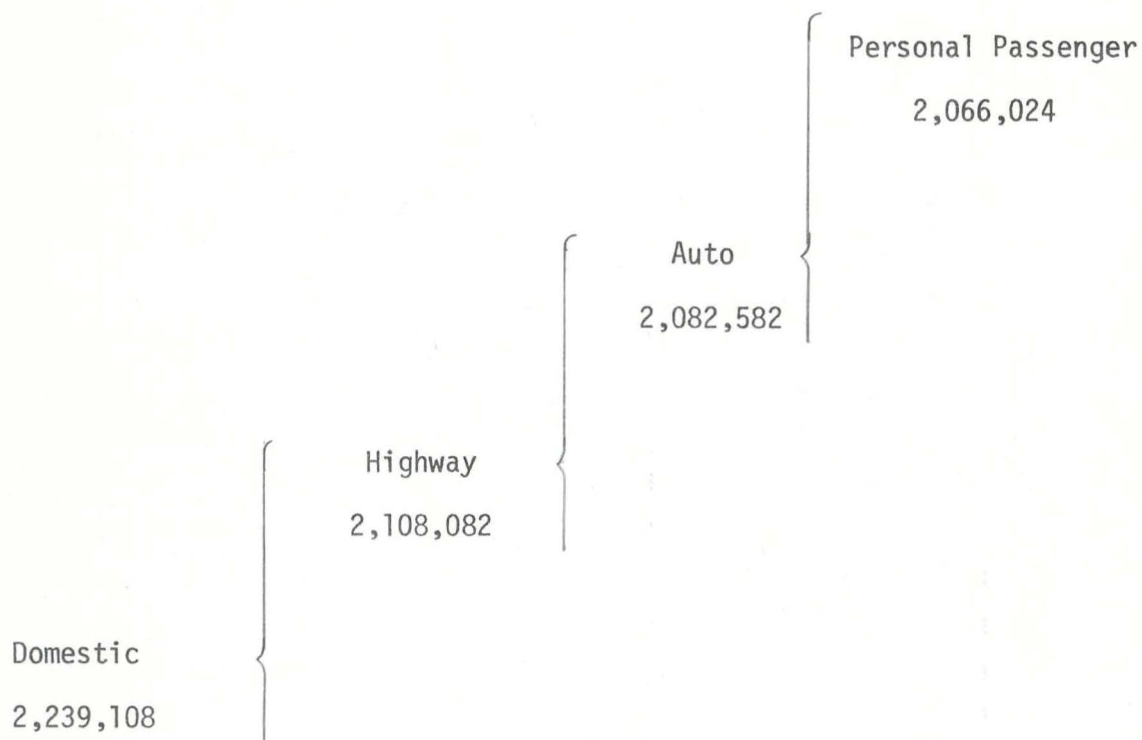 Personal Passenger
2,066,024
Auto
2,082,582
Highway
2,108,082
Domestic
2,239,108